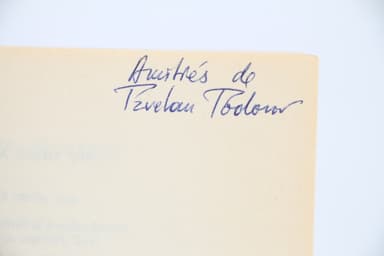 Amitiés de
Tzvetan Todorov